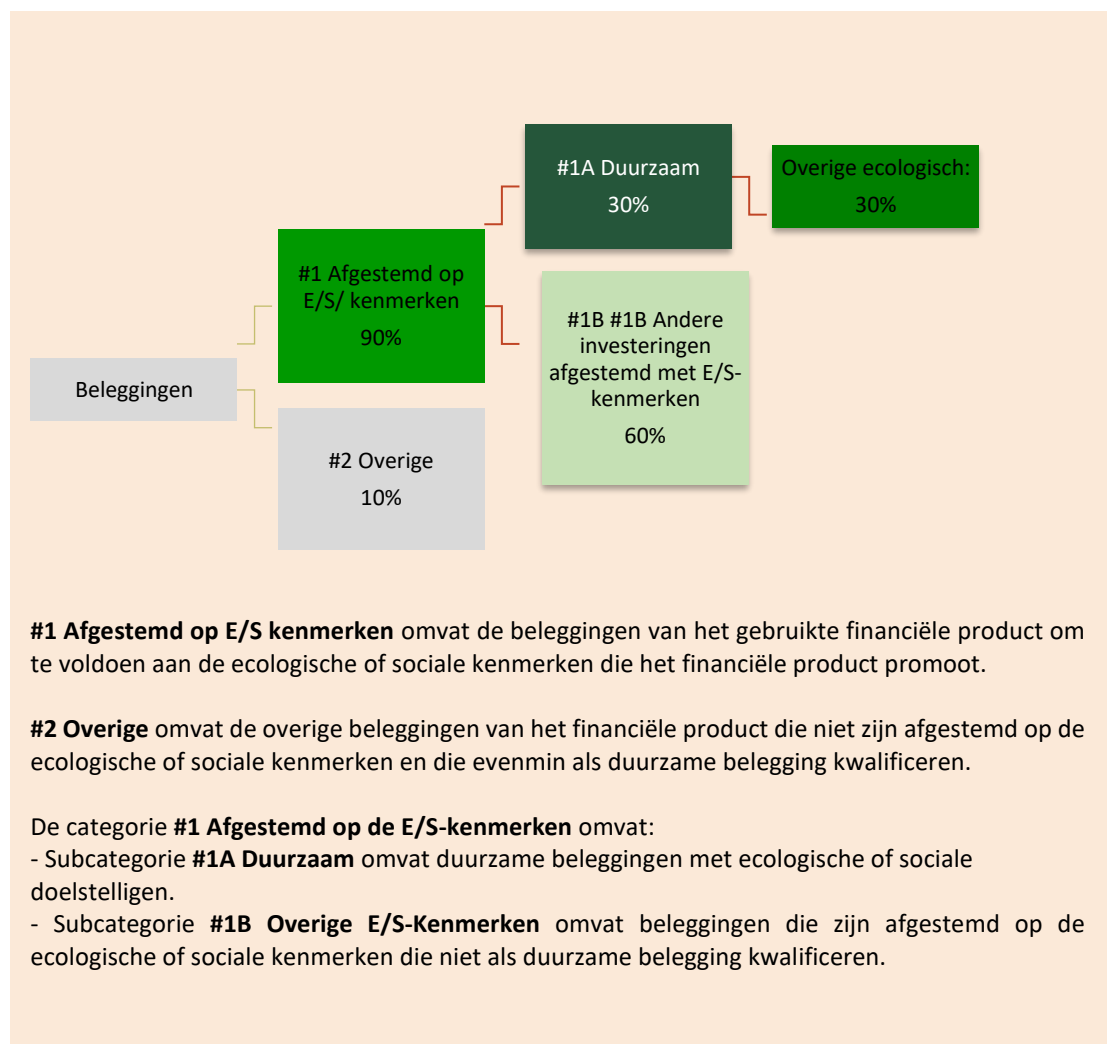 #1A Duurzaam
30%
Overige ecologisch:
30%
#1 Afgestemd op
E/S/ kenmerken
90%
#1B #1B Andere
investeringen
afgestemd met E/S-
kenmerken
60%
Beleggingen
#2 Overige
10%
#1 Afgestemd op E/S kenmerken omvat de beleggingen van het gebruikte financiële product om
te voldoen aan de ecologische of sociale kenmerken die het financiële product promoot.
#2 Overige omvat de overige beleggingen van het financiële product die niet zijn afgestemd op de
ecologische of sociale kenmerken en die evenmin als duurzame belegging kwalificeren.
De categorie #1 Afgestemd op de E/S-kenmerken omvat:
- Subcategorie #1A Duurzaam omvat duurzame beleggingen met ecologische of sociale
doelstelligen.
- Subcategorie #1B Overige E/S-Kenmerken omvat beleggingen die zijn afgestemd op de
ecologische of sociale kenmerken die niet als duurzame belegging kwalificeren.